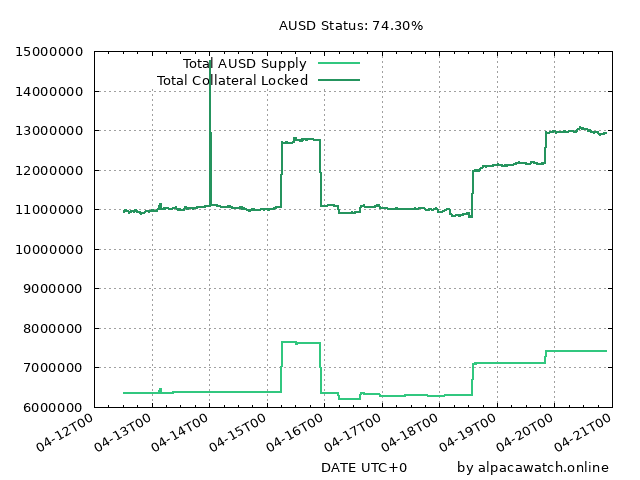 AUSD Status: 74.30%
15000000
Total AUSD Supply
Total Collateral Locked
14000000
13000000
12000000
11000000
10000000
9000000
8000000
7000000
6000000
04-12T00
04-13T00
04-14T00
04-15T00
04-16T00
04-17T00
04-18T00
04-19T00
04-20T00
04-21T00
DATE UTC+0
by alpacawatch.online